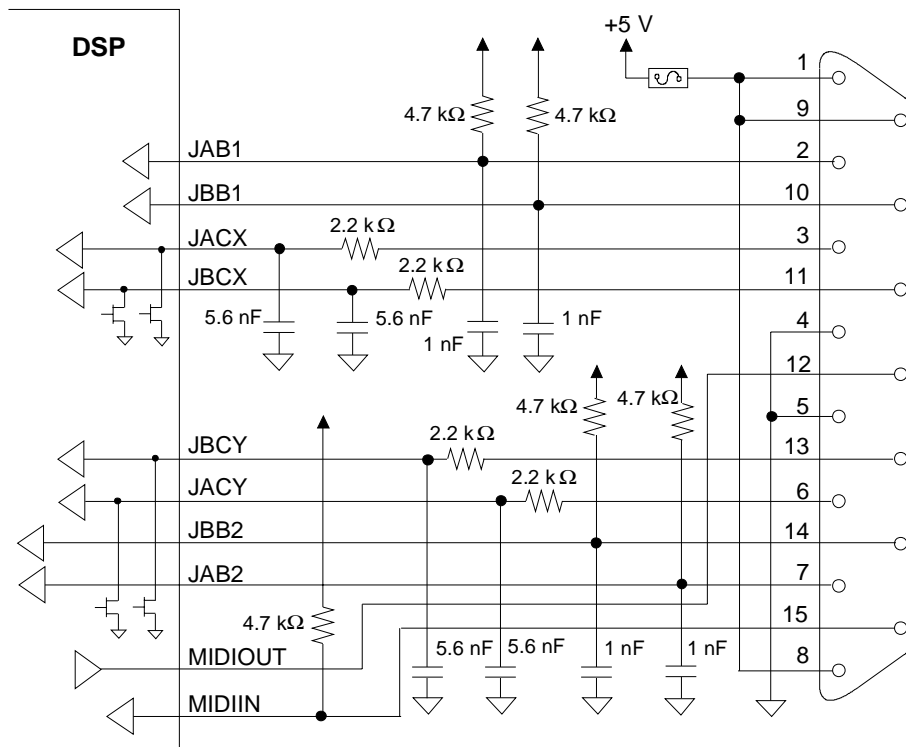 DSP
+5 V
1
4.7 kΩ
4.7 kΩ
9
JAB1
2
JBB1
10
2.2 kΩ
JACX
3
2.2 kΩ
JBCX
11
5.6 nF
5.6 nF
1 nF
1 nF
4
12
4.7 kΩ
4.7 kΩ
5
2.2 kΩ
JBCY
13
2.2 kΩ
JACY
6
JBB2
14
JAB2
7
4.7 kΩ
15
MIDIOUT
5.6 nF
5.6 nF
1 nF
1 nF
8
MIDIIN